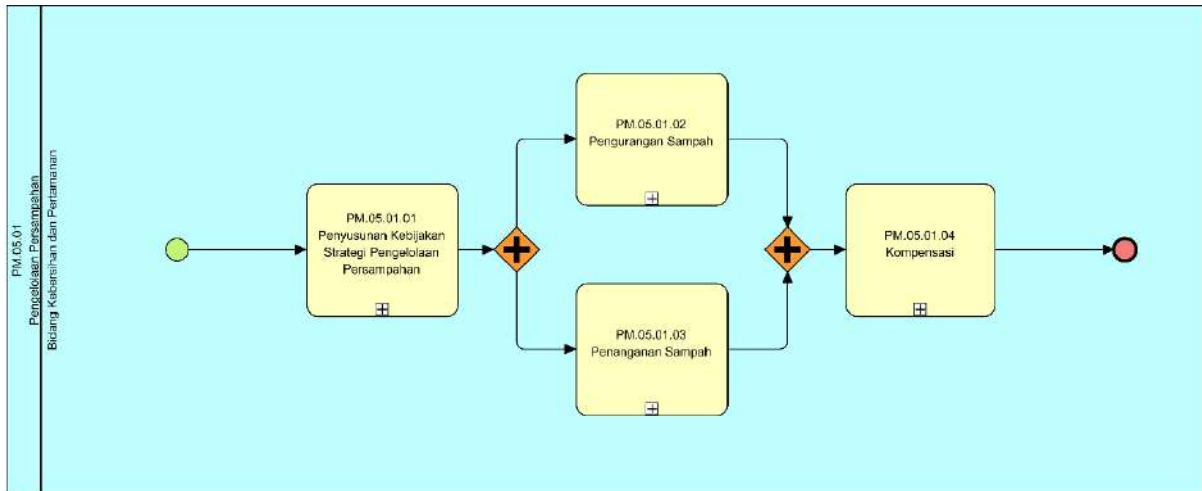 PM.05.01
Pengelolaan Persampahan
Bidang Kebersihan dan Pertamanan
PM.05.01.01
Penyusunan Kebijakan
Strategi Pengelolaan
Persampahan
PM.05.01.02
Pengurangan Sampah
PM.05.01.03
Penanganan Sampah
PM.05.01.04
Kompensasi